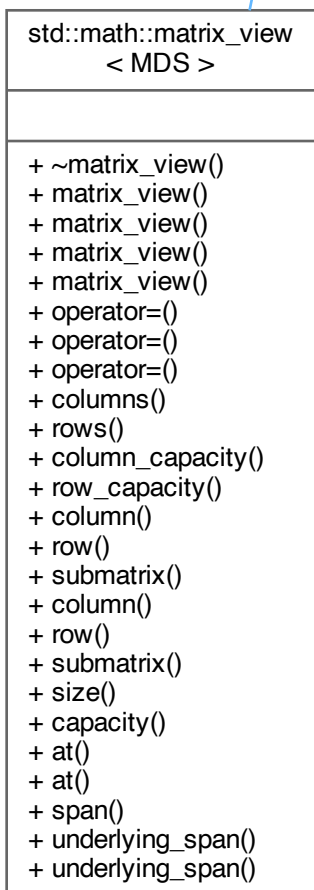 std::math::matrix_view
< MDS >
+ ~matrix_view()
+ matrix_view()
+ matrix_view()
+ matrix_view()
+ matrix_view()
+ operator=()
+ operator=()
+ operator=()
+ columns()
+ rows()
+ column_capacity()
+ row_capacity()
+ column()
+ row()
+ submatrix()
+ column()
+ row()
+ submatrix()
+ size()
+ capacity()
+ at()
+ at()
+ span()
+ underlying_span()
+ underlying_span()